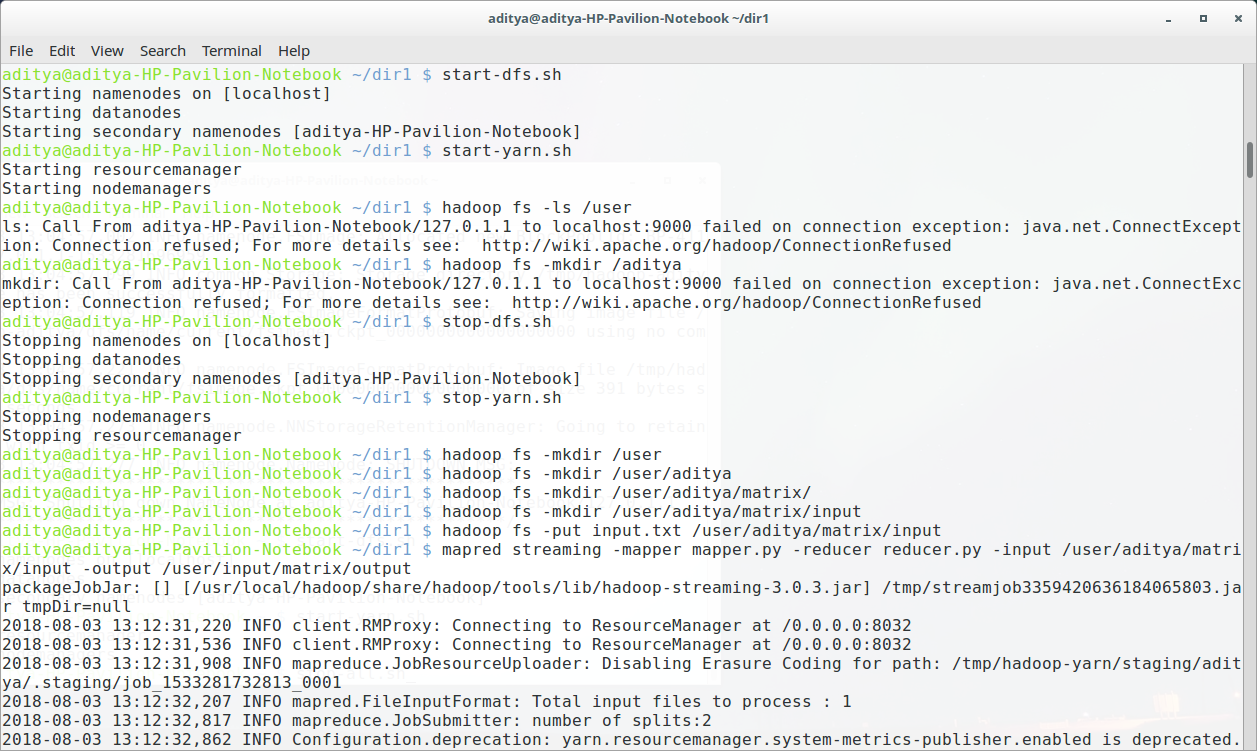 aditya@aditya-HP-Pavilion-Notebook ~/dir1
File Edit View Search Terminal Help
aditya@aditya-HP-Pavilion-Notebook ~/dir1 $ start-dfs.sh
Starting namenodes on [localhost]
Starting datanodes
Starting secondary namenodes [aditya-HP-Pavilion-Notebook]
aditya@aditya-HP-Pavilion-Notebook ~/dir1 $ start-yarn.sh
Starting resourcemanager
Starting nodemanagers
aditya@aditya-HP-Pavilion-Notebook ~/dir1 $ hadoop fs -ls /user
ls: Call From aditya-HP-Pavilion-Notebook/127.0.1.1 to localhost:9000 failed on connection exception: java.net.ConnectExcept
ion: Connection refused; For more details see:  http://wiki.apache.org/hadoop/ConnectionRefused
aditya@aditya-HP-Pavilion-Notebook ~/dir1 $ hadoop fs -mkdir /aditya
mkdir: Call From aditya-HP-Pavilion-Notebook/127.0.1.1 to localhost:9000 failed on connection exception: java.net.ConnectExc
eption: Connection refused; For more details see:  http://wiki.apache.org/hadoop/ConnectionRefused
aditya@aditya-HP-Pavilion-Notebook ~/dir1 $ stop-dfs.sh
Stopping namenodes on [localhost]
Stopping datanodes
Stopping secondary namenodes [aditya-HP-Pavilion-Notebook]
aditya@aditya-HP-Pavilion-Notebook ~/dir1 $ stop-yarn.sh
Stopping nodemanagers
Stopping resourcemanager
aditya@aditya-HP-Pavilion-Notebook ~/dir1 $ hadoop fs -mkdir /user
aditya@aditya-HP-Pavilion-Notebook ~/dir1 $ hadoop fs -mkdir /user/aditya
aditya@aditya-HP-Pavilion-Notebook ~/dir1 $ hadoop fs -mkdir /user/aditya/matrix/
aditya@aditya-HP-Pavilion-Notebook ~/dir1 $ hadoop fs -mkdir /user/aditya/matrix/input
aditya@aditya-HP-Pavilion-Notebook ~/dir1 $ hadoop fs -put input.txt /user/aditya/matrix/input
aditya@aditya-HP-Pavilion-Notebook ~/dir1 $ mapred streaming -mapper mapper.py -reducer reducer.py -input /user/aditya/matri
x/input -output /user/input/matrix/output
packageJobJar: [] [/usr/local/hadoop/share/hadoop/tools/lib/hadoop-streaming-3.0.3.jar] /tmp/streamjob3359420636184065803.ja
r tmpDir=null
2018-08-03 13:12:31,220 INFO client.RMProxy: Connecting to ResourceManager at /0.0.0.0:8032
2018-08-03 13:12:31,536 INFO client.RMProxy: Connecting to ResourceManager at /0.0.0.0:8032
2018-08-03 13:12:31,908 INFO mapreduce.JobResourceUploader: Disabling Erasure Coding for path: /tmp/hadoop-yarn/staging/adit
ya/.staging/job_1533281732813_0001
2018-08-03 13:12:32,207 INFO mapred.FileInputFormat: Total input files to process : 1
2018-08-03 13:12:32,817 INFO mapreduce.JobSubmitter: number of splits:2
2018-08-03 13:12:32,862 INFO Configuration.deprecation: yarn.resourcemanager.system-metrics-publisher.enabled is deprecated.